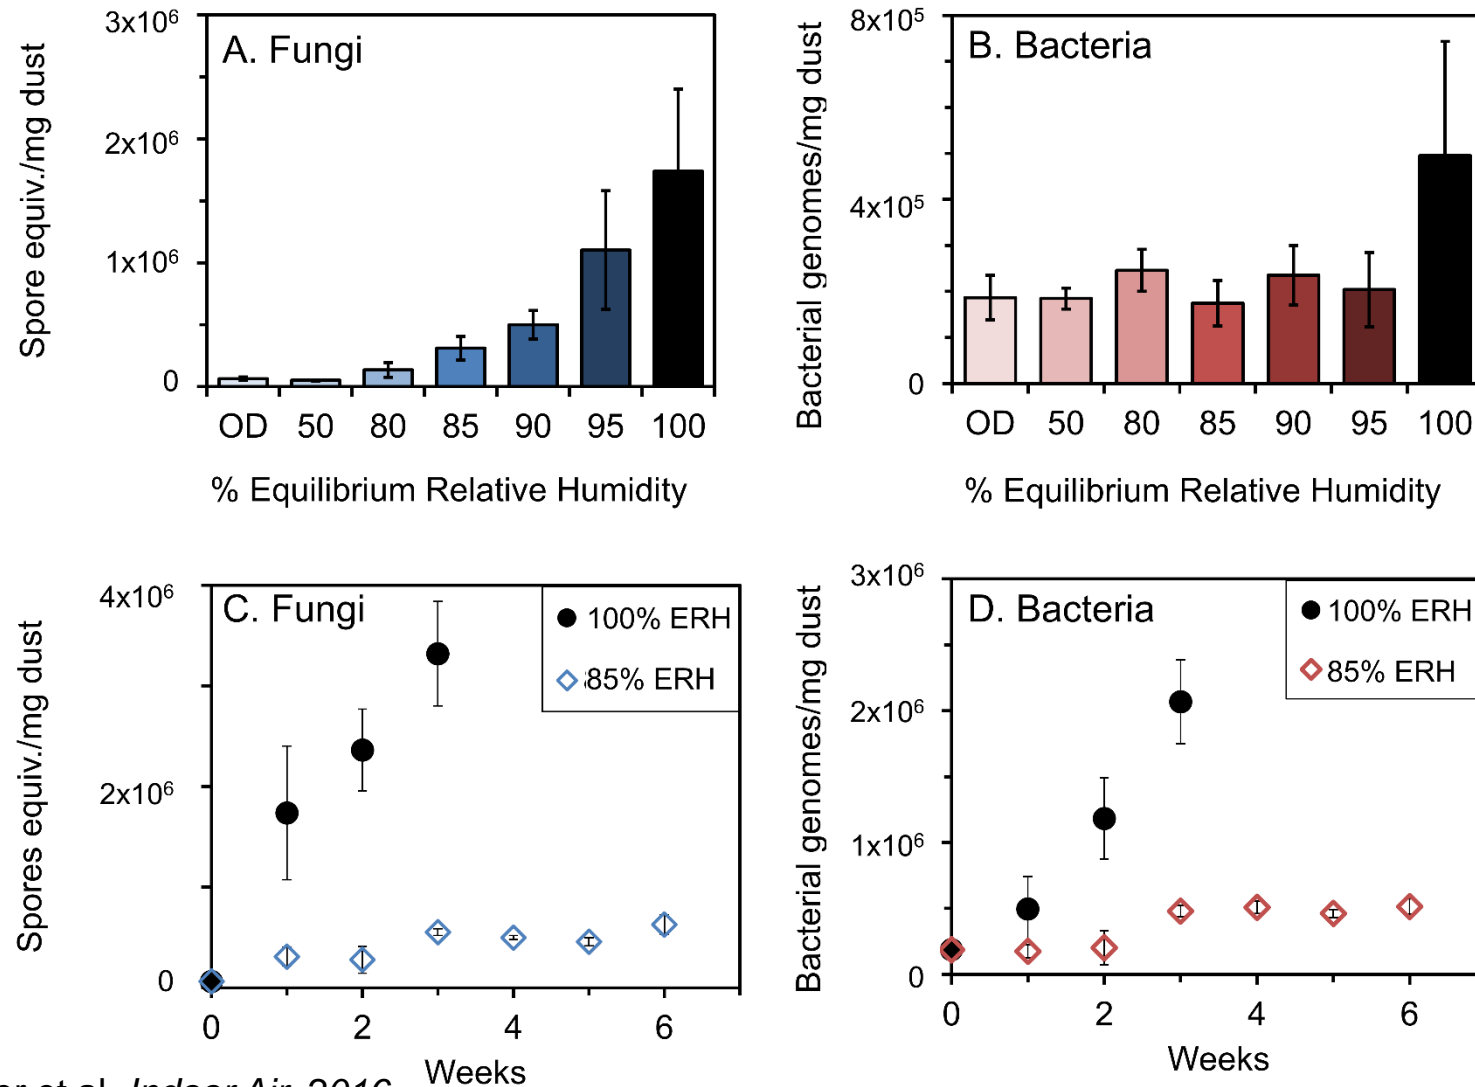 A. Fungi
Spore equiv./mg dust
3x10⁶
2x10⁶
1x10⁶
0
OD 50 80 85 90 95 100
% Equilibrium Relative Humidity
B. Bacteria
Bacterial genomes/mg dust
8x10⁵
4x10⁵
0
OD 50 80 85 90 95 100
% Equilibrium Relative Humidity
C. Fungi
100% ERH
85% ERH
Spores equiv./mg dust
4x10⁶
2x10⁶
0
0 2 4 6
Weeks
D. Bacteria
100% ERH
85% ERH
Bacterial genomes/mg dust
3x10⁶
2x10⁶
1x10⁶
0
0 2 4 6
Weeks
et al. Indoor Air. 2016